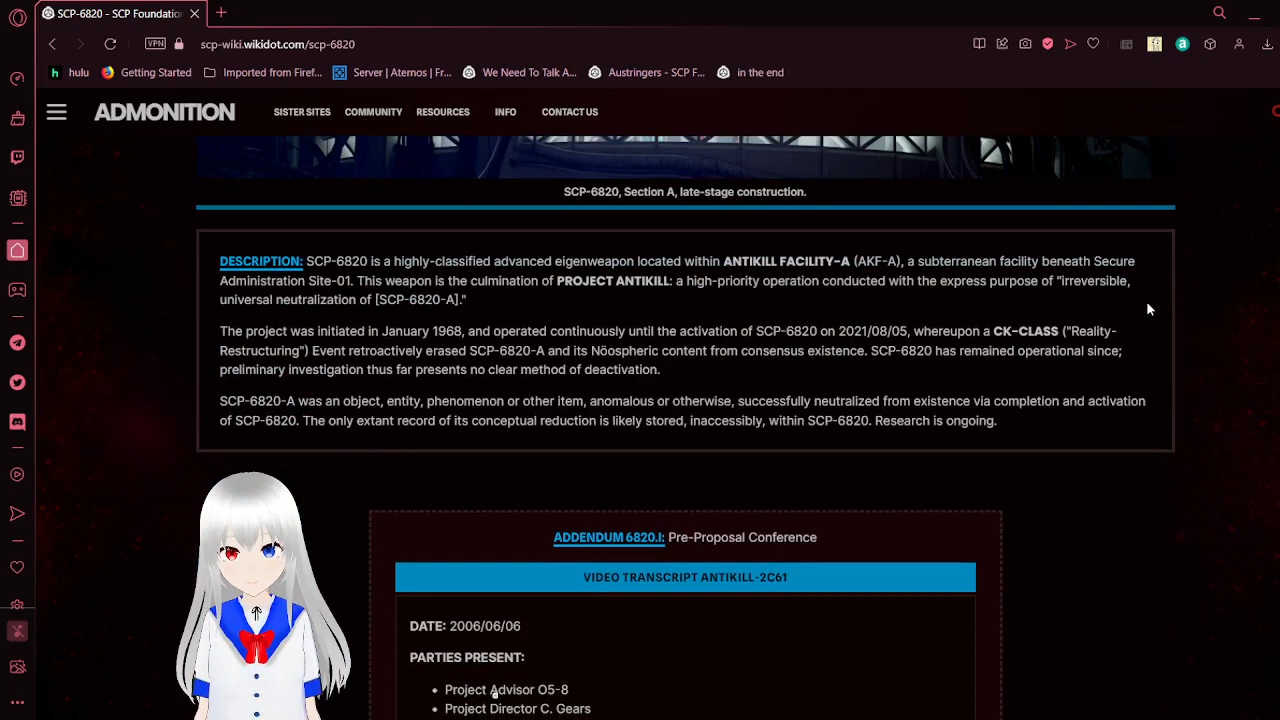 SCP-6820 - SCP Foundatio
VPN
scp-wiki.wikidot.com/scp-6820
h hulu
Getting Started
Imported from Firef...
Server | Aternos | Fr...
We Need To Talk A...
Austringers - SCP F...
in the end
ADMONITION
SISTER SITES
COMMUNITY
RESOURCES
INFO
CONTACT US
SCP-6820, Section A, late-stage construction.
DESCRIPTION: SCP-6820 is a highly-classified advanced eigenweapon located within ANTIKILL FACILITY-A (AKF-A), a subterranean facility beneath Secure
Administration Site-01. This weapon is the culmination of PROJECT ANTIKILL: a high-priority operation conducted with the express purpose of "irreversible,
universal neutralization of [SCP-6820-A]."
The project was initiated in January 1968, and operated continuously until the activation of SCP-6820 on 2021/08/05, whereupon a CK-CLASS ("Reality-
Restructuring") Event retroactively erased SCP-6820-A and its Nöospheric content from consensus existence. SCP-6820 has remained operational since;
preliminary investigation thus far presents no clear method of deactivation.
SCP-6820-A was an object, entity, phenomenon or other item, anomalous or otherwise, successfully neutralized from existence via completion and activation
of SCP-6820. The only extant record of its conceptual reduction is likely stored, inaccessibly, within SCP-6820. Research is ongoing.
ADDENDUM 6820.I: Pre-Proposal Conference
VIDEO TRANSCRIPT ANTIKILL-2C61
DATE: 2006/06/06
PARTIES PRESENT:
• Project Advisor O5-8
• Project Director C. Gears